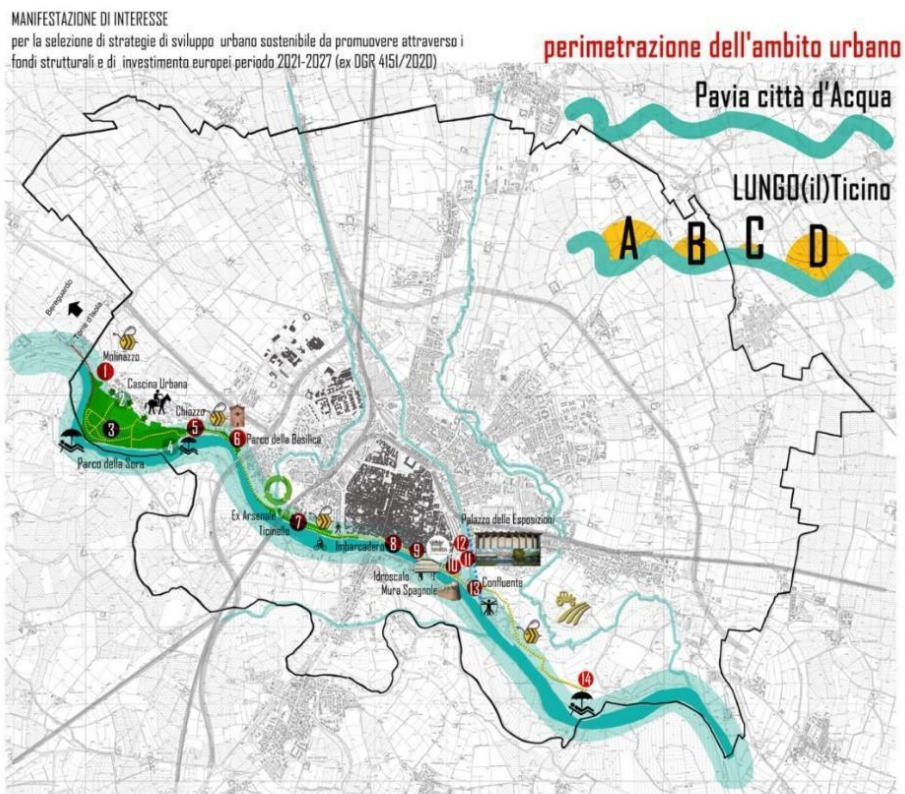 MANIFESTAZIONE DI INTERESSE
per la selezione di strategie di sviluppo urbano sostenibile da promuovere attraverso i
fondi strutturali e di investimento europei periodo 2021-2027 (ex DGR 4151/2020)
perimetrazione dell'ambito urbano
Pavia città d'Acqua
LUNGO(il)Ticino
A B C D
Bereguardo
Molinazzo
1
Cascina Urbana
2
Chiozzo
3
5
6
Parco della Basilica
4
Parco della Sora
Ex Arsenale
Ticinello
7
Palazzo delle Esposizioni
Imbarcadero
8
9
12
10
11
Idroscalo
Mura Spagnole
13
Confluente
14